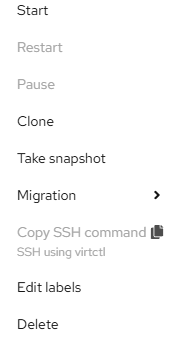 Start
Restart
Pause
Clone
Take snapshot
Migration
Copy SSH command
SSH using virtctl
Edit labels
Delete